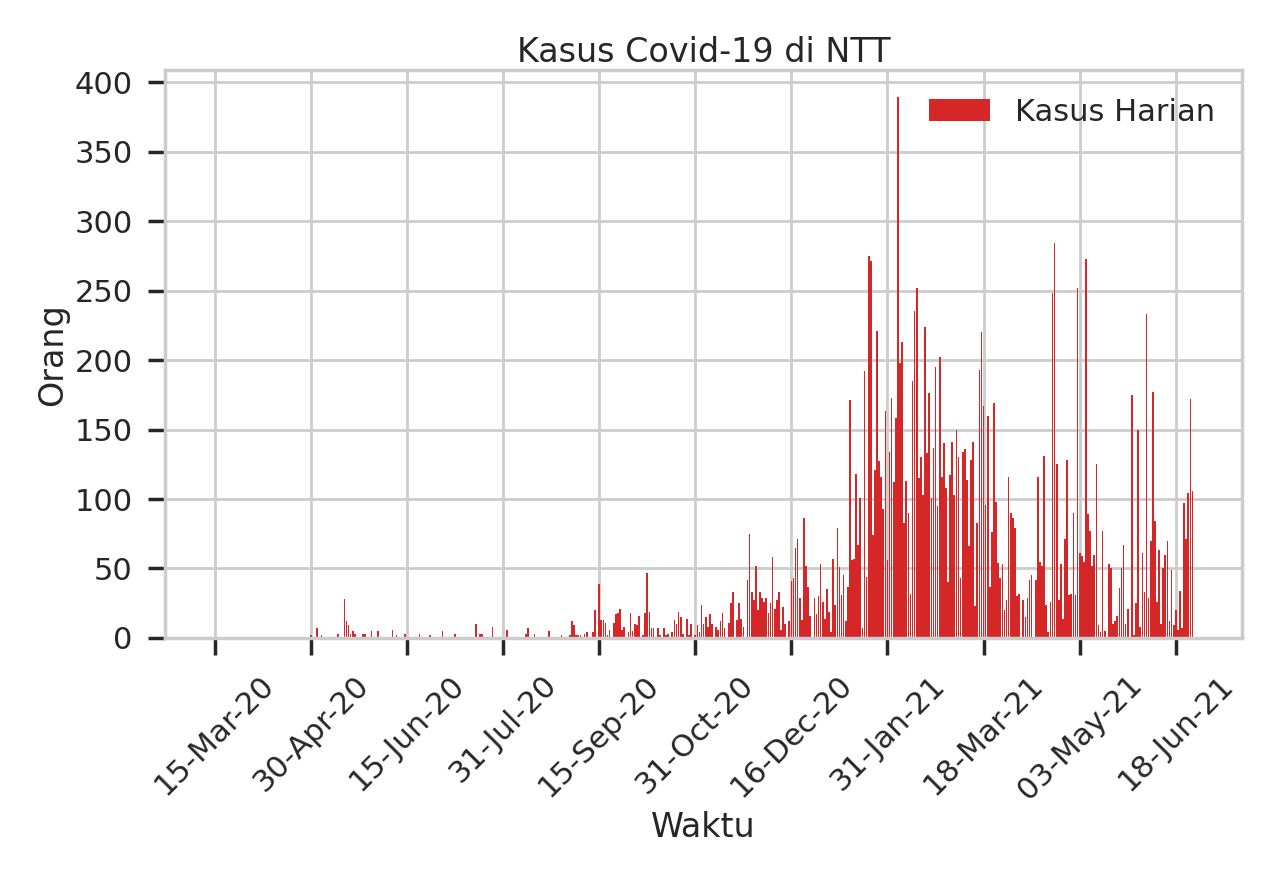 Kasus Covid-19 di NTT
Kasus Harian
Orang
400
350
300
250
200
150
100
50
0
15-Mar-20
30-Apr-20
15-Jun-20
31-Jul-20
15-Sep-20
31-Oct-20
16-Dec-20
31-Jan-21
18-Mar-21
03-May-21
18-Jun-21
Waktu